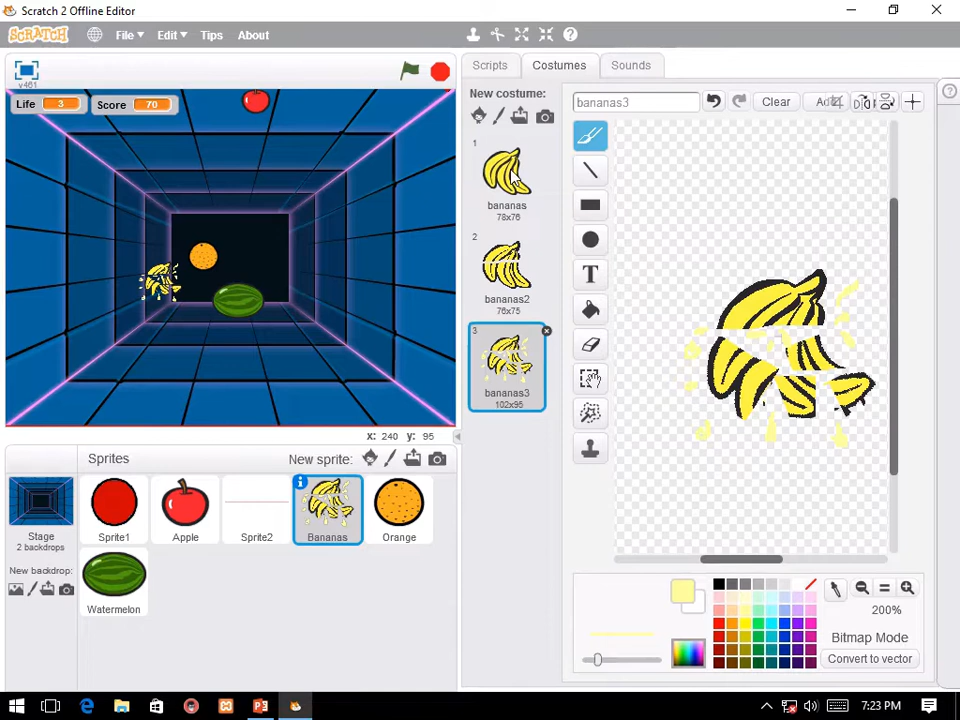 Scratch 2 Offline Editor
SCRATCH File Edit Tips About
v461
Scripts Costumes Sounds
Life 3 Score 70
New costume:
bananas3 Clear
1
bananas
78x76
2
bananas2
76x75
3
bananas3
102x95
T
x: 240 y: 95
Sprites New sprite:
Stage
2 backdrops
New backdrop:
Sprite1 Apple Sprite2 Bananas Orange
Watermelon
200%
Bitmap Mode
Convert to vector
7:23 PM